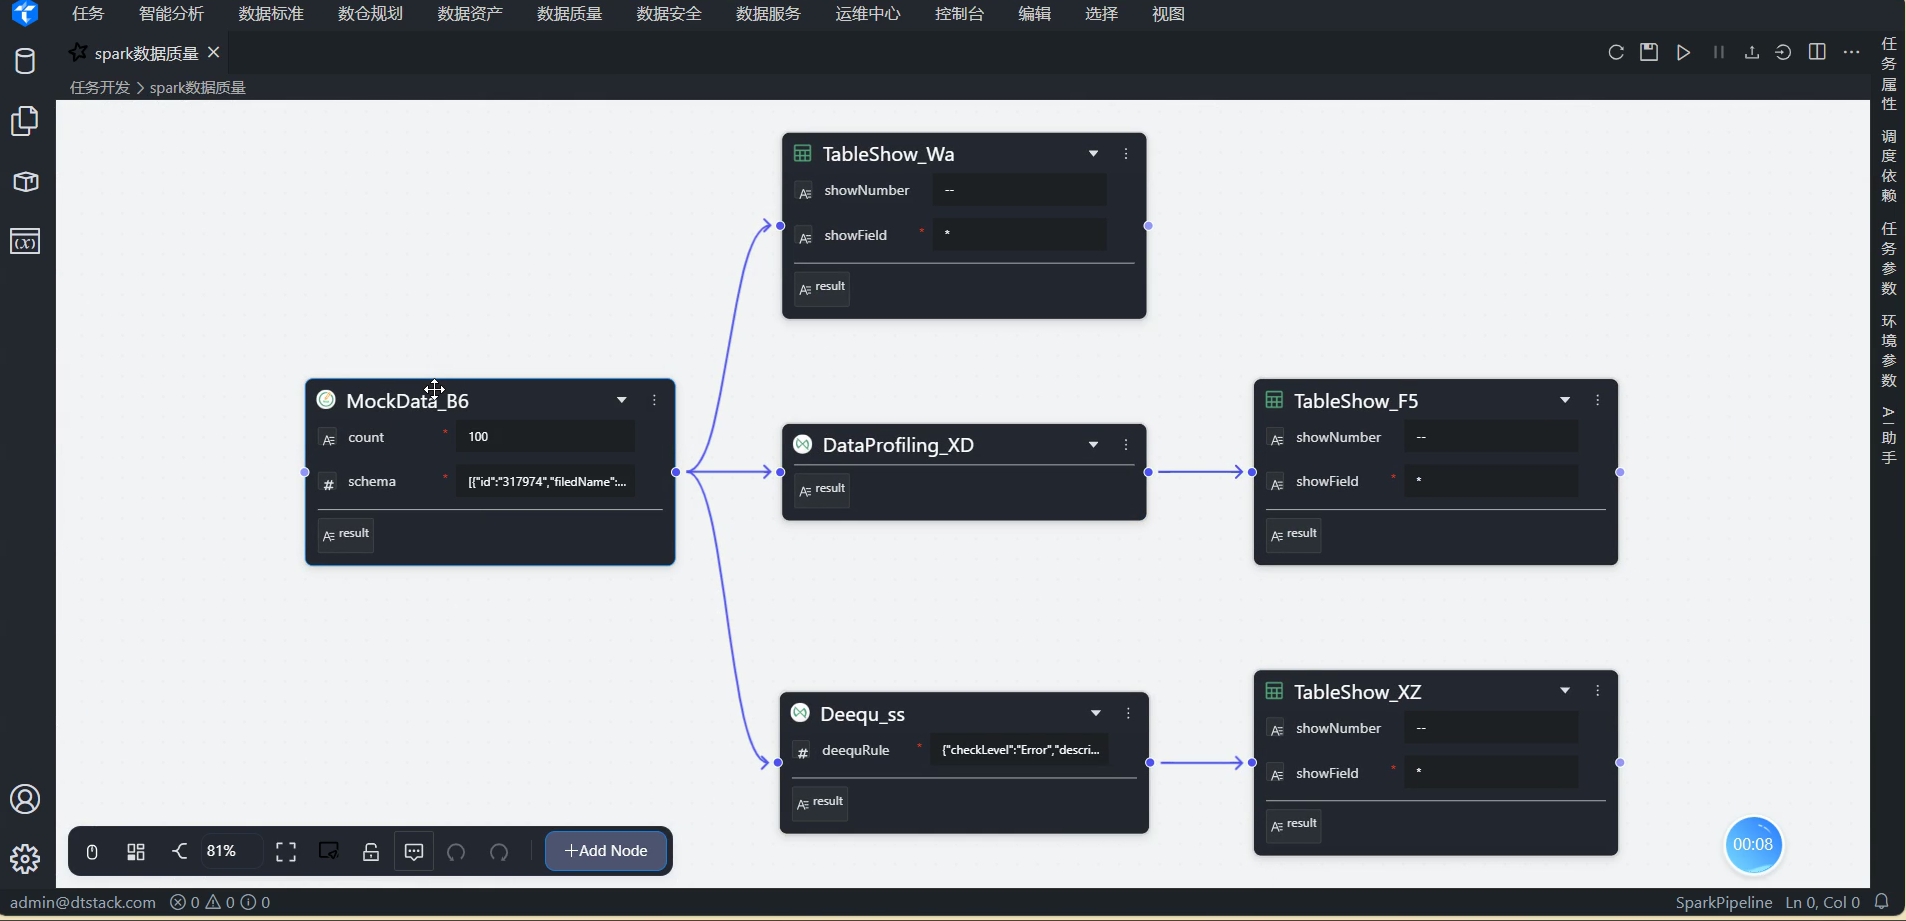 任务 智能分析 数据标准 数仓规划 数据资产 数据质量 数据安全 数据服务 运维中心 控制台 编辑 选择 视图
spark数据质量
任务开发 > spark数据质量
TableShow_Wa
showNumber --
showField * *
result
MockData_B6
count * 100
schema * [{"id":"317974","filedName":...
result
DataProfiling_XD
result
TableShow_F5
showNumber --
showField * *
result
Deequ_ss
deequRule * {"checkLevel":"Error","descri...
result
TableShow_XZ
showNumber --
showField * *
result
任务属性
调度依赖
任务参数
环境参数
AI助手
81%
+Add Node
00:08
admin@dtstack.com 0 0 0
SparkPipeline Ln 0, Col 0